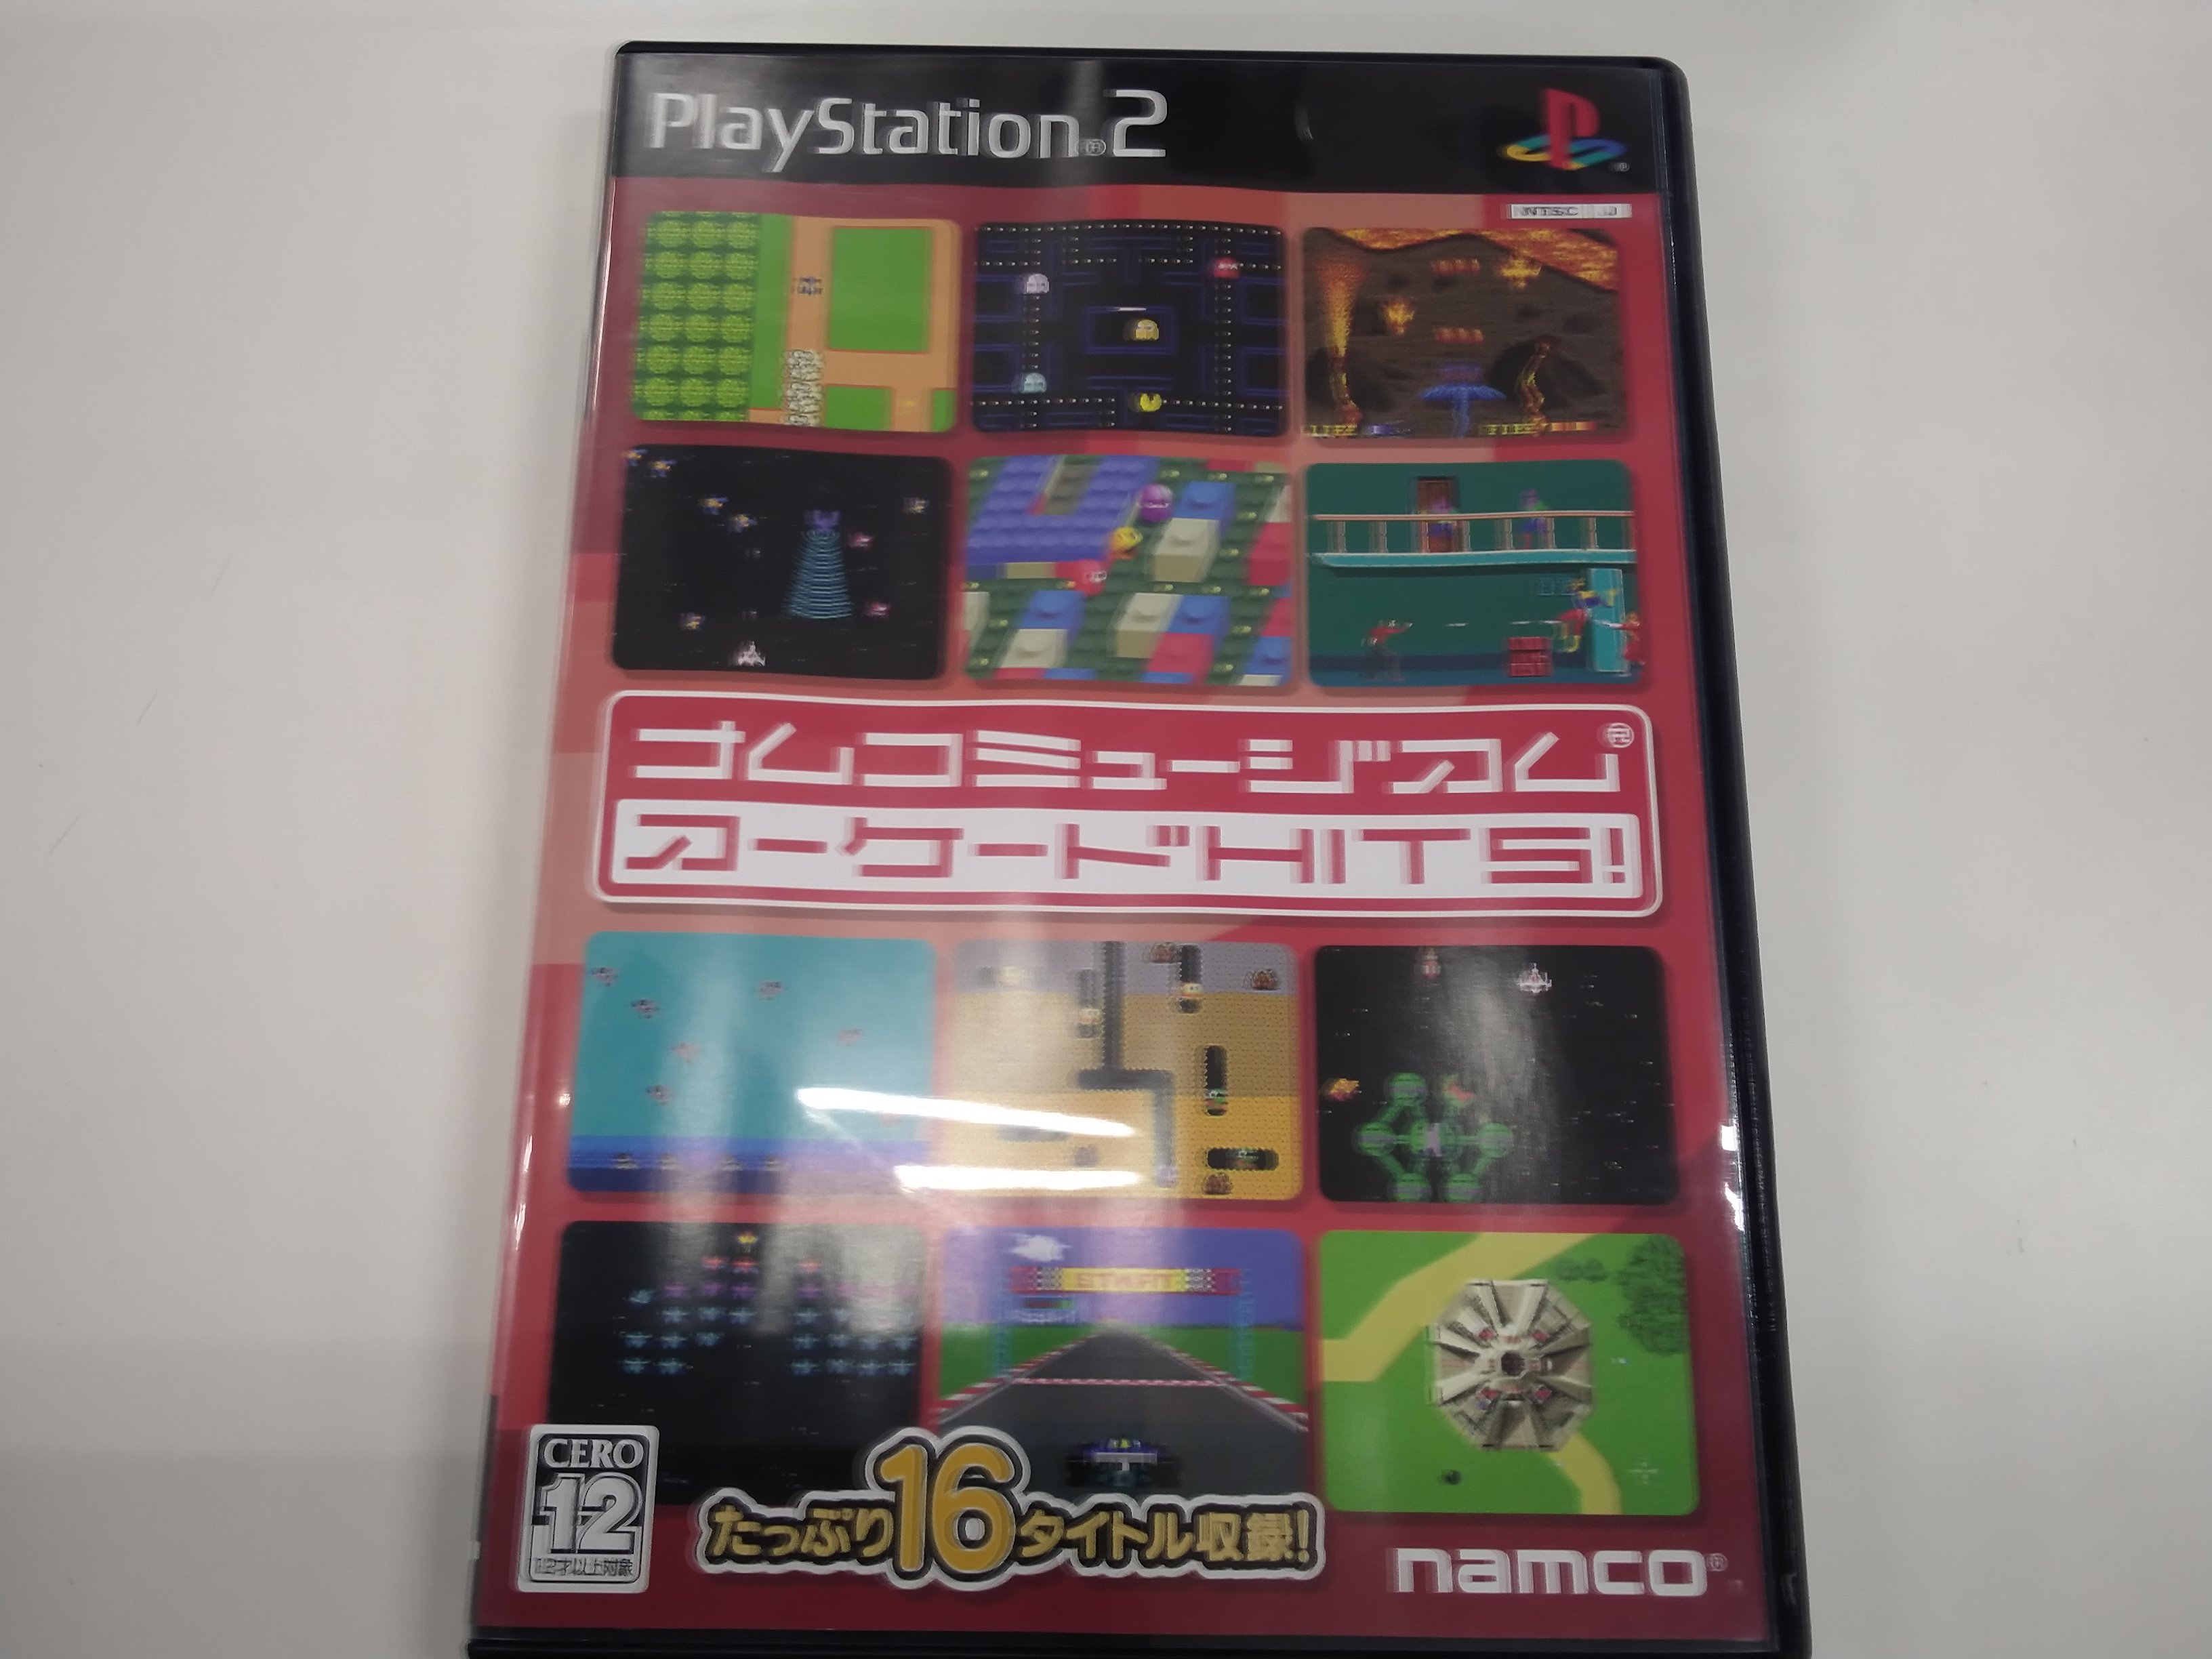 PlayStation®2
NTSC J
ナムコミュージアム®
アーケードHITS!
START
CERO
12
12才以上対象
たっぷり16タイトル収録!
namco®